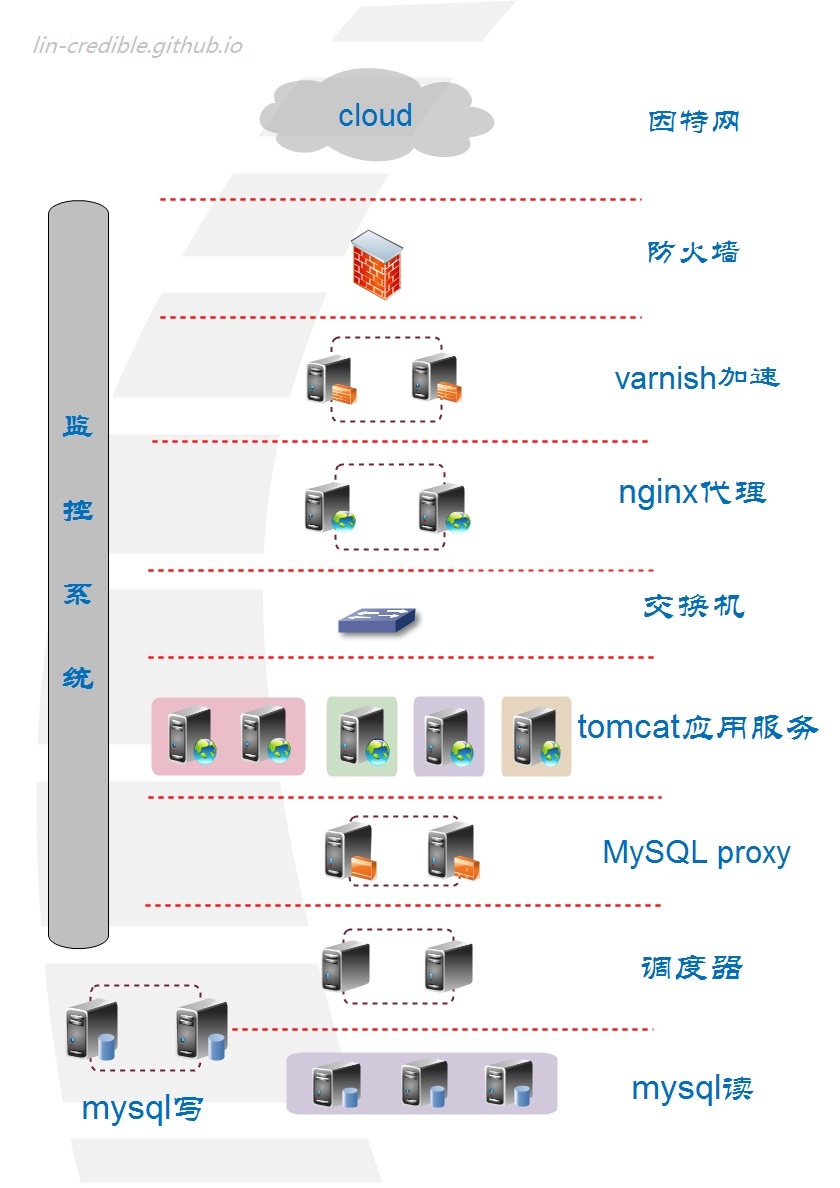 lin-credible.github.io
cloud
因特网
防火墙
varnish加速
监控系统
nginx代理
交换机
tomcat应用服务
MySQL proxy
调度器
mysql写
mysql读